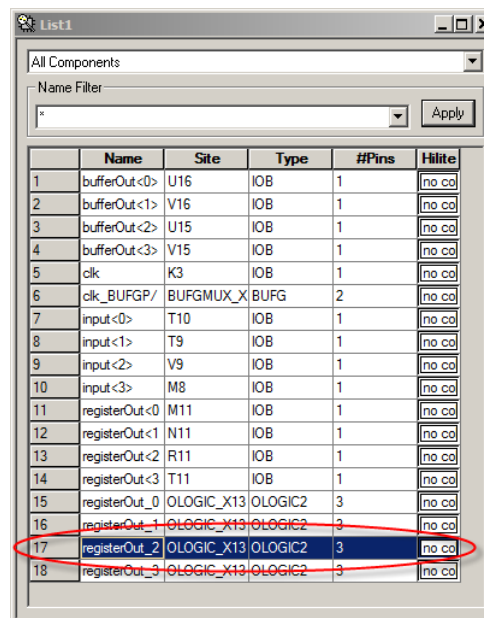 List1
All Components
Name Filter
*
Apply
Name Site Type #Pins Hilite
1 bufferOut<0> U16 IOB 1 no co
2 bufferOut<1> V16 IOB 1 no co
3 bufferOut<2> U15 IOB 1 no co
4 bufferOut<3> V15 IOB 1 no co
5 clk K3 IOB 1 no co
6 clk_BUFGP/ BUFGMUX_X BUFG 2 no co
7 input<0> T10 IOB 1 no co
8 input<1> T9 IOB 1 no co
9 input<2> V9 IOB 1 no co
10 input<3> M8 IOB 1 no co
11 registerOut<0 M11 IOB 1 no co
12 registerOut<1 N11 IOB 1 no co
13 registerOut<2 R11 IOB 1 no co
14 registerOut<3 T11 IOB 1 no co
15 registerOut_0 OLOGIC_X13 OLOGIC2 3 no co
16 registerOut_1 OLOGIC_X13 OLOGIC2 3 no co
17 registerOut_2 OLOGIC_X13 OLOGIC2 3 no co
18 registerOut_3 OLOGIC_X13 OLOGIC2 3 no co